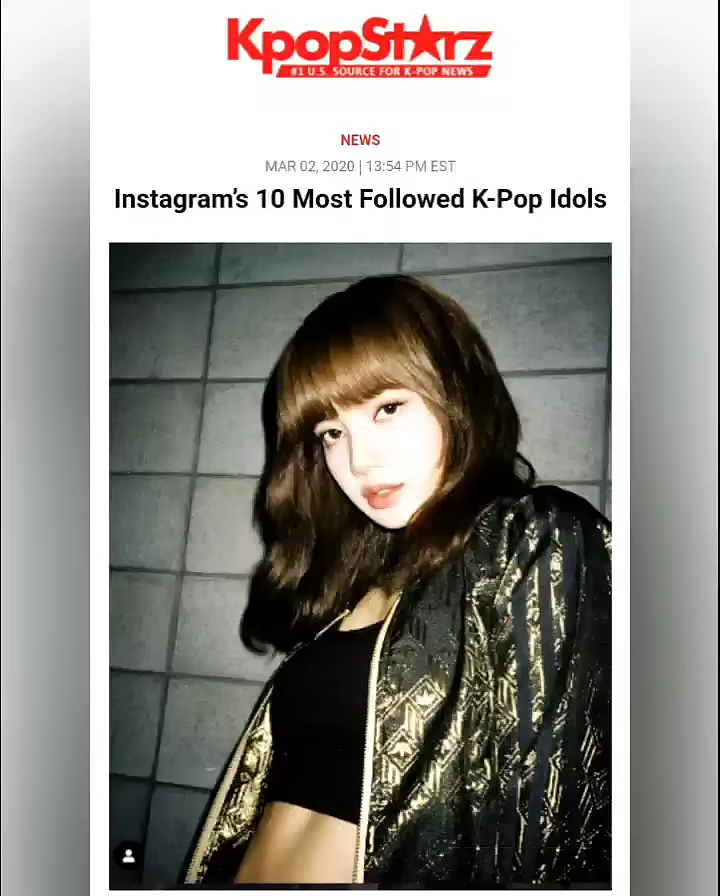 KpopStarz
#1 U.S. SOURCE FOR K-POP NEWS
NEWS
MAR 02, 2020 | 13:54 PM EST
Instagram's 10 Most Followed K-Pop Idols